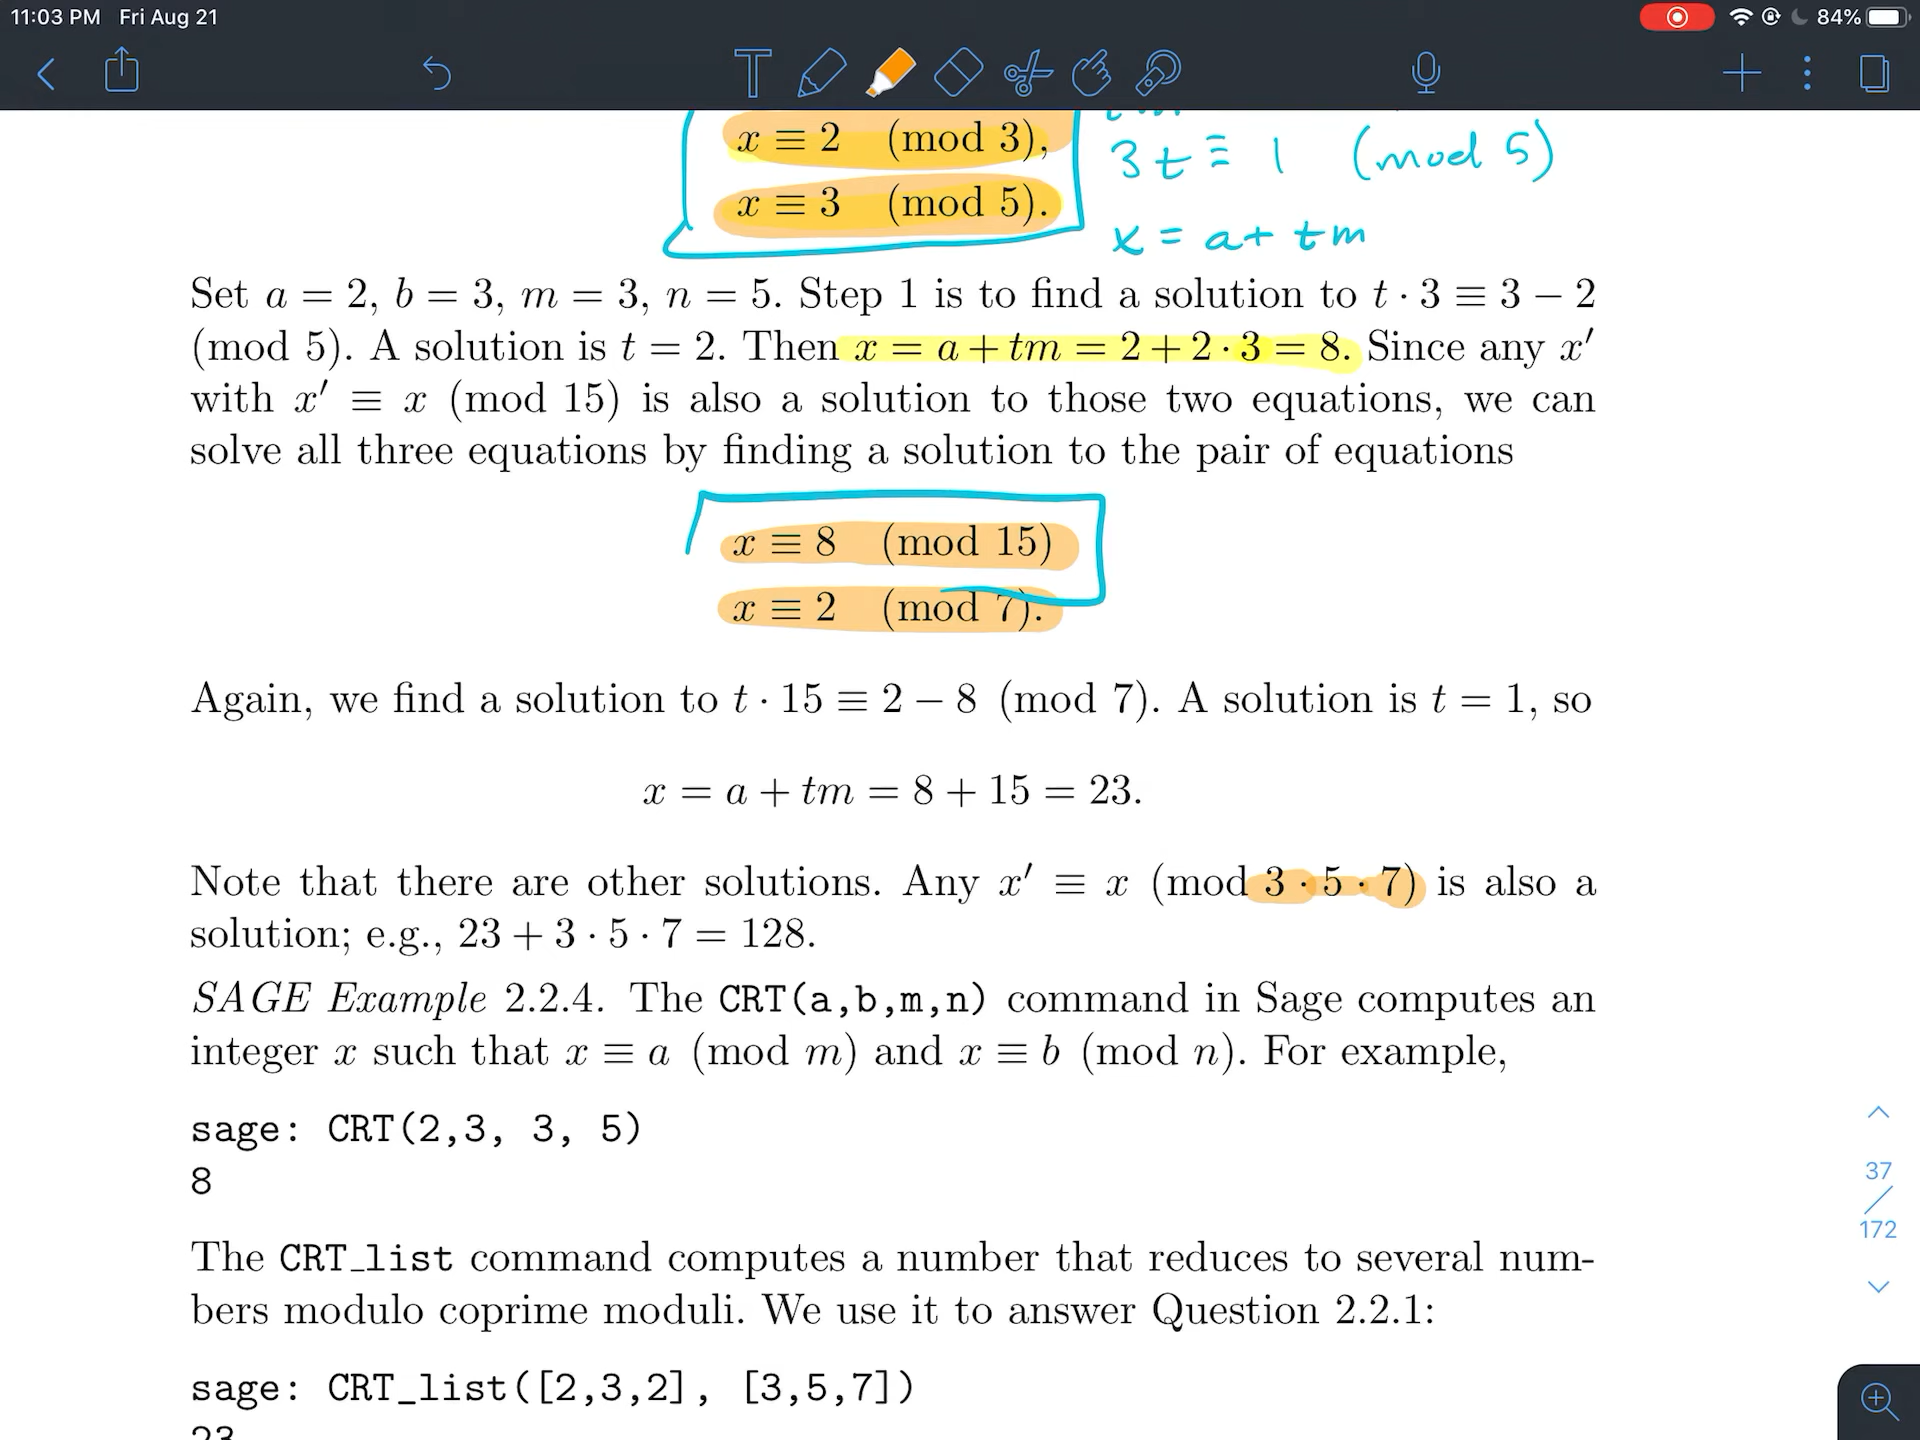 11:03 PM Fri Aug 21 84%
T
x ≡ 2 (mod 3),
x ≡ 3 (mod 5).
3t ≡ 1 (mod 5)
x = a + tm
Set a = 2, b = 3, m = 3, n = 5. Step 1 is to find a solution to t · 3 ≡ 3 − 2
(mod 5). A solution is t = 2. Then x = a + tm = 2 + 2 · 3 = 8. Since any x′
with x′ ≡ x (mod 15) is also a solution to those two equations, we can
solve all three equations by finding a solution to the pair of equations
x ≡ 8 (mod 15)
x ≡ 2 (mod 7).
Again, we find a solution to t · 15 ≡ 2 − 8 (mod 7). A solution is t = 1, so
x = a + tm = 8 + 15 = 23.
Note that there are other solutions. Any x′ ≡ x (mod 3 · 5 · 7) is also a
solution; e.g., 23 + 3 · 5 · 7 = 128.
SAGE Example 2.2.4. The CRT(a,b,m,n) command in Sage computes an
integer x such that x ≡ a (mod m) and x ≡ b (mod n). For example,
sage: CRT(2,3, 3, 5)
8
The CRT_list command computes a number that reduces to several num-
bers modulo coprime moduli. We use it to answer Question 2.2.1:
sage: CRT_list([2,3,2], [3,5,7])
23
37
/
172